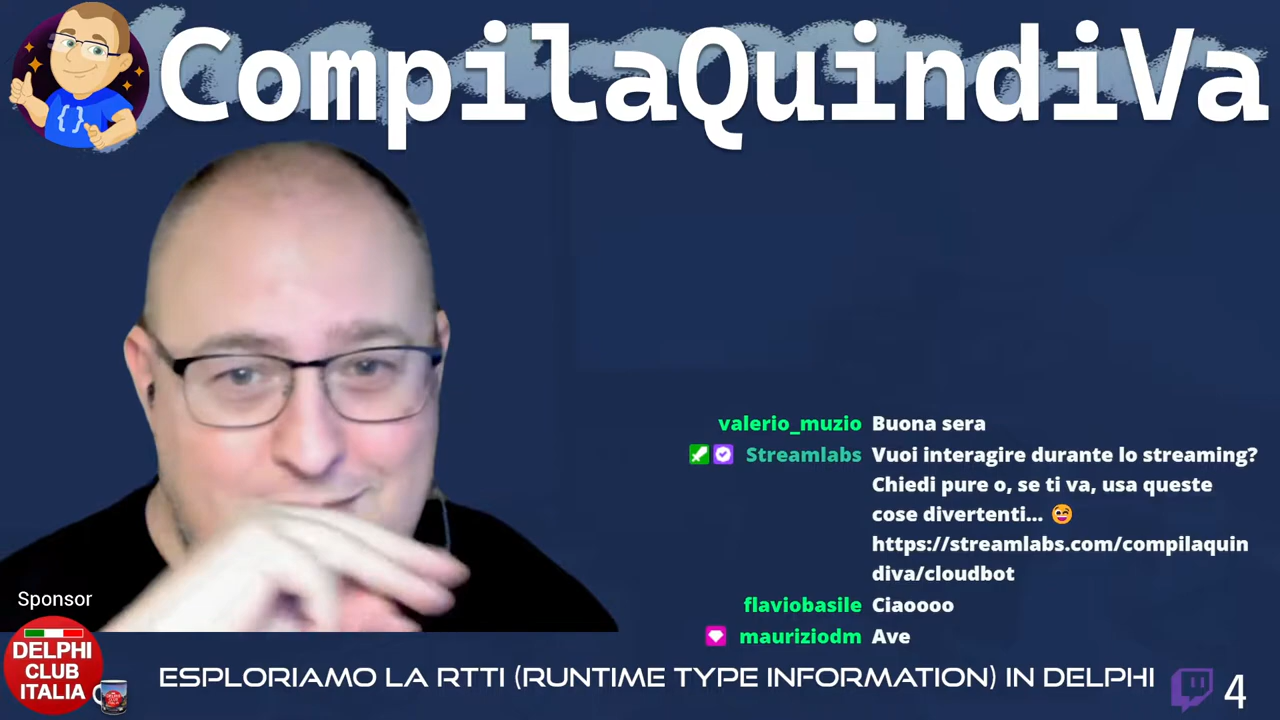 CompilaQuindiVa
{ }
valerio_muzio Buona sera
Streamlabs Vuoi interagire durante lo streaming?
Chiedi pure o, se ti va, usa queste
cose divertenti... 😄
https://streamlabs.com/compilaquin
diva/cloudbot
flaviobasile Ciaoooo
mauriziodm Ave
Sponsor
DELPHI
CLUB
ITALIA
ESPLORIAMO LA RTTI (RUNTIME TYPE INFORMATION) IN DELPHI
4